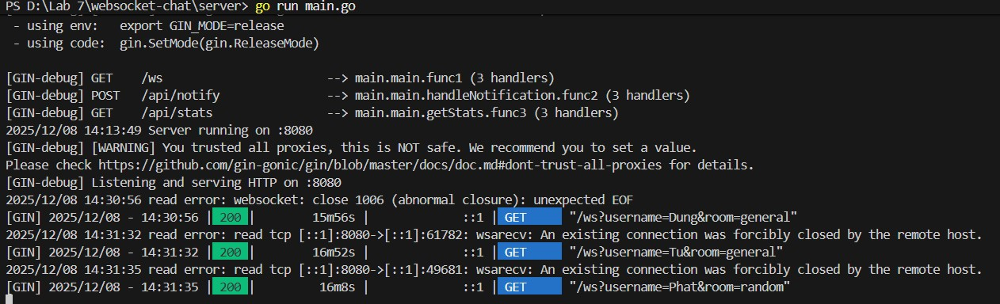 PS D:\Lab 7\websocket-chat\server> go run main.go
- using env:   export GIN_MODE=release
- using code:  gin.SetMode(gin.ReleaseMode)
[GIN-debug] GET    /ws                       --> main.main.func1 (3 handlers)
[GIN-debug] POST   /api/notify               --> main.main.handleNotification.func2 (3 handlers)
[GIN-debug] GET    /api/stats                --> main.main.getStats.func3 (3 handlers)
2025/12/08 14:13:49 Server running on :8080
[GIN-debug] [WARNING] You trusted all proxies, this is NOT safe. We recommend you to set a value.
Please check https://github.com/gin-gonic/gin/blob/master/docs/doc.md#dont-trust-all-proxies for details.
[GIN-debug] Listening and serving HTTP on :8080
2025/12/08 14:30:56 read error: websocket: close 1006 (abnormal closure): unexpected EOF
[GIN] 2025/12/08 - 14:30:56 | 200 |       15m56s |             ::1 | GET      "/ws?username=Dung&room=general"
2025/12/08 14:31:32 read error: read tcp [::1]:8080->[::1]:61782: wsarecv: An existing connection was forcibly closed by the remote host.
[GIN] 2025/12/08 - 14:31:32 | 200 |       16m52s |             ::1 | GET      "/ws?username=Tu&room=general"
2025/12/08 14:31:35 read error: read tcp [::1]:8080->[::1]:49681: wsarecv: An existing connection was forcibly closed by the remote host.
[GIN] 2025/12/08 - 14:31:35 | 200 |        16m8s |             ::1 | GET      "/ws?username=Phat&room=random"